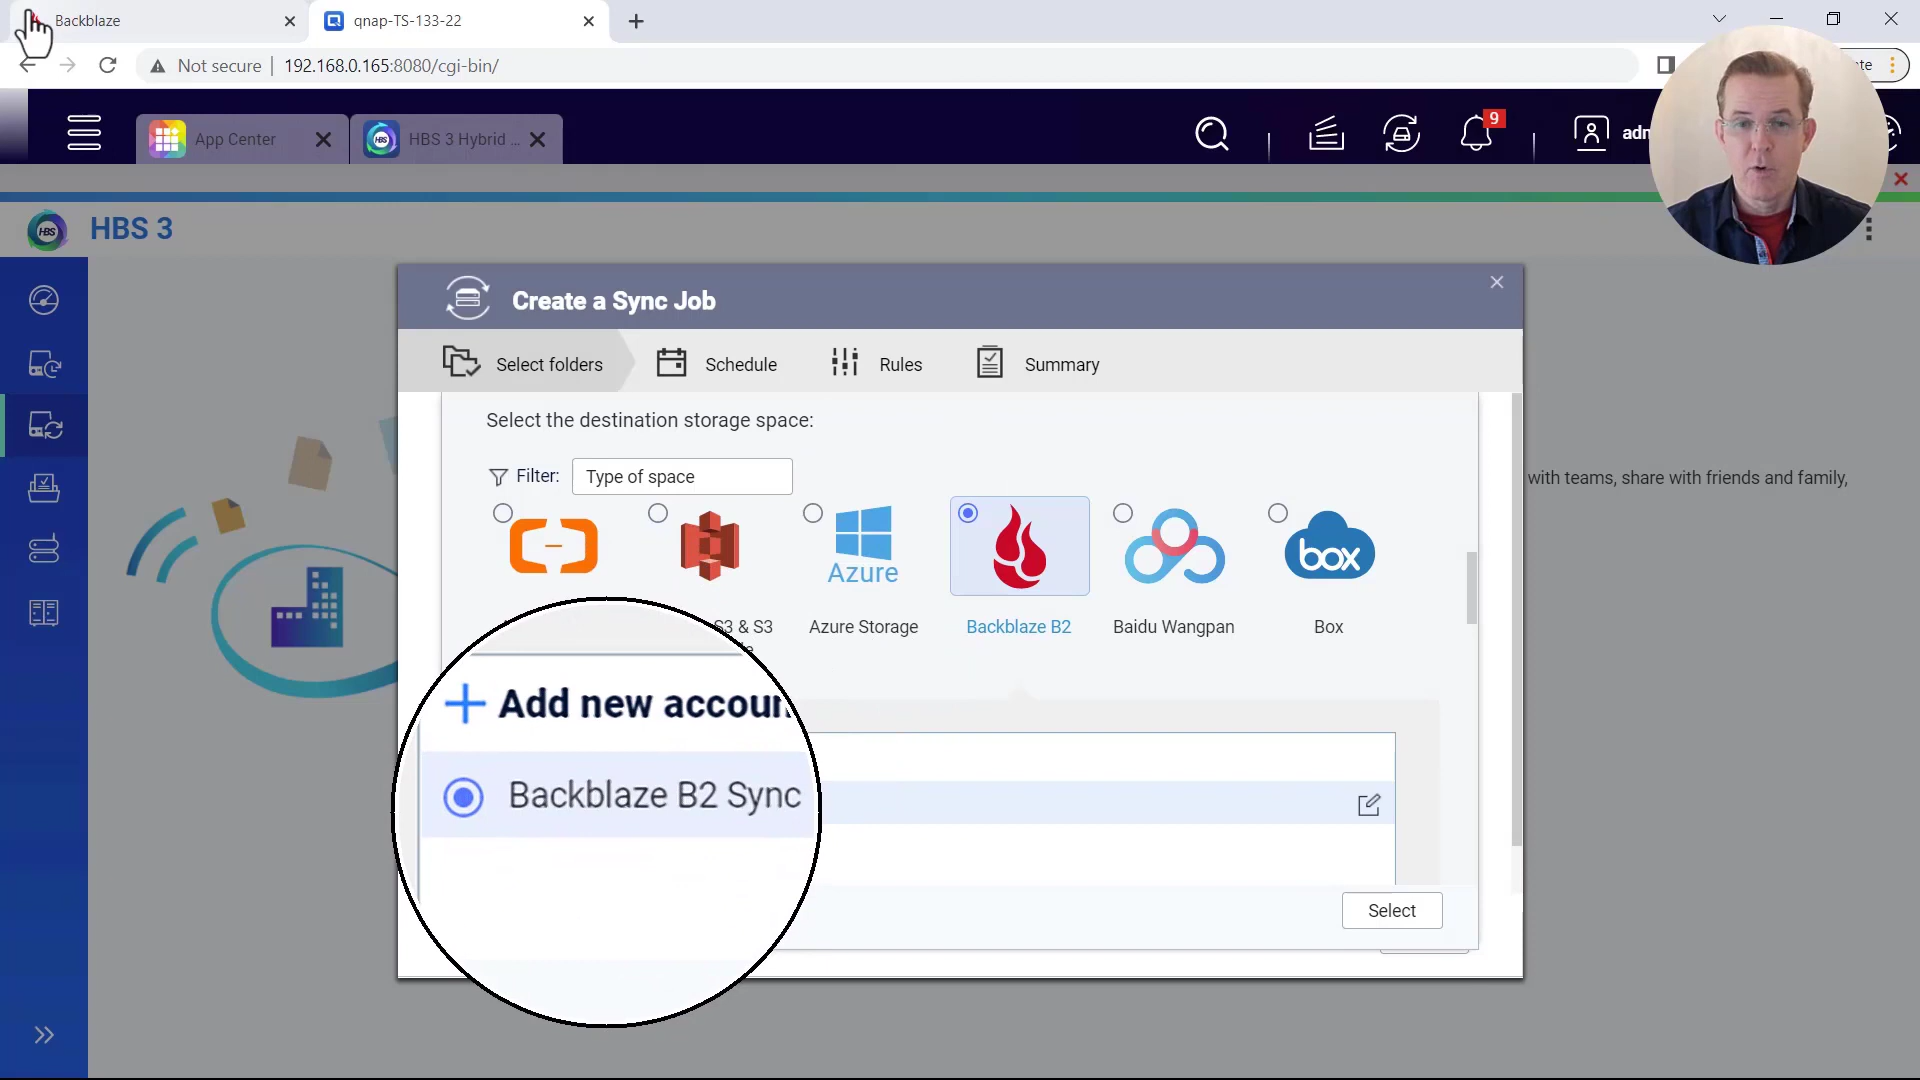 Backblaze
qnap-TS-133-22
Not secure
192.168.0.165:8080/cgi-bin/
App Center
HBS 3 Hybrid ...
9
HBS
HBS 3
Create a Sync Job
Select folders
Schedule
Rules
Summary
Select the destination storage space:
Filter:
Type of space
with teams, share with friends and family,
Azure
box
S3 & S3
Azure Storage
Backblaze B2
Baidu Wangpan
Box
Add new accoun
Backblaze B2 Sync
Select